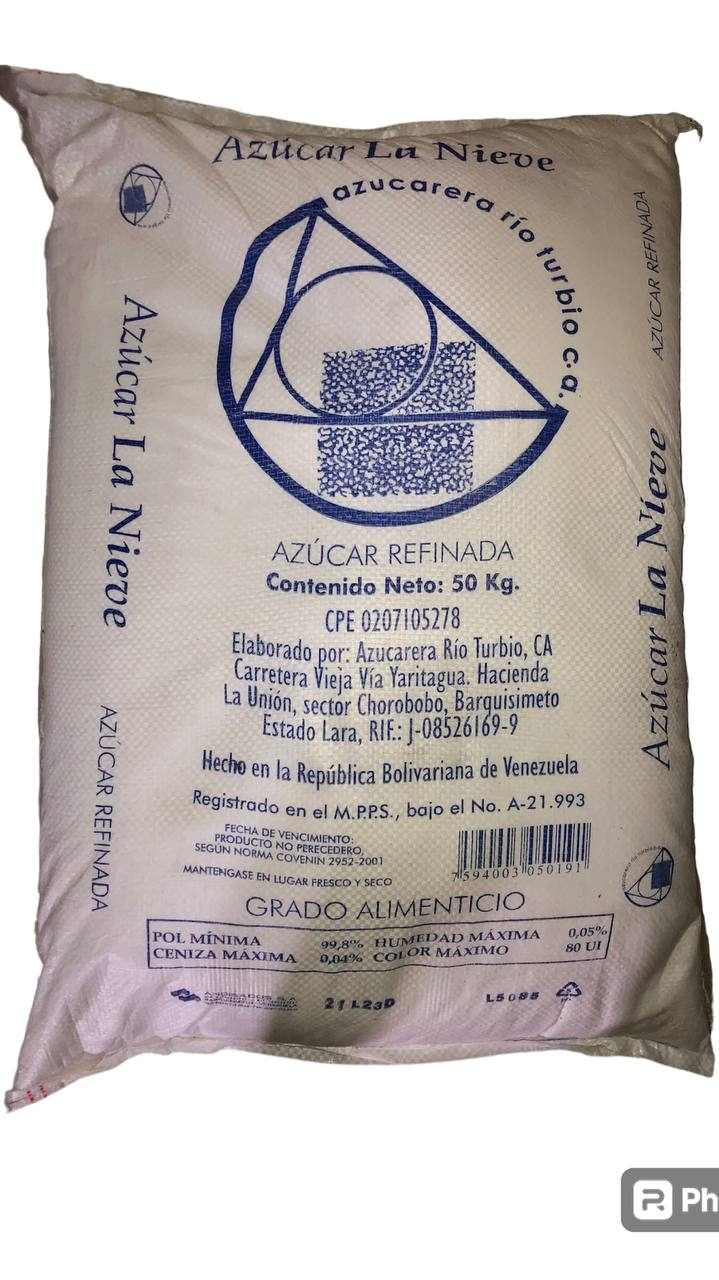 Azúcar La Nieve
azucarera río turbio c.a.
AZÚCAR REFINADA
Azúcar La Nieve
Azúcar La Nieve
AZÚCAR REFINADA
AZÚCAR REFINADA
Contenido Neto: 50 Kg.
CPE 0207105278
Elaborado por: Azucarera Río Turbio, CA
Carretera Vieja Vía Yaritagua. Hacienda
La Unión, sector Chorobobo, Barquisimeto
Estado Lara, RIF.: J-08526169-9
Hecho en la República Bolivariana de Venezuela
Registrado en el M.P.P.S., bajo el No. A-21.993
FECHA DE VENCIMIENTO:
PRODUCTO NO PERECEDERO,
SEGÚN NORMA COVENIN 2952-2001
MANTENGASE EN LUGAR FRESCO Y SECO
7594003050191
GRADO ALIMENTICIO
POL MÍNIMA 99,8% HUMEDAD MÁXIMA 0,05%
CENIZA MÁXIMA 0,04% COLOR MÁXIMO 80 UI
21 L23D
L5085
Ph